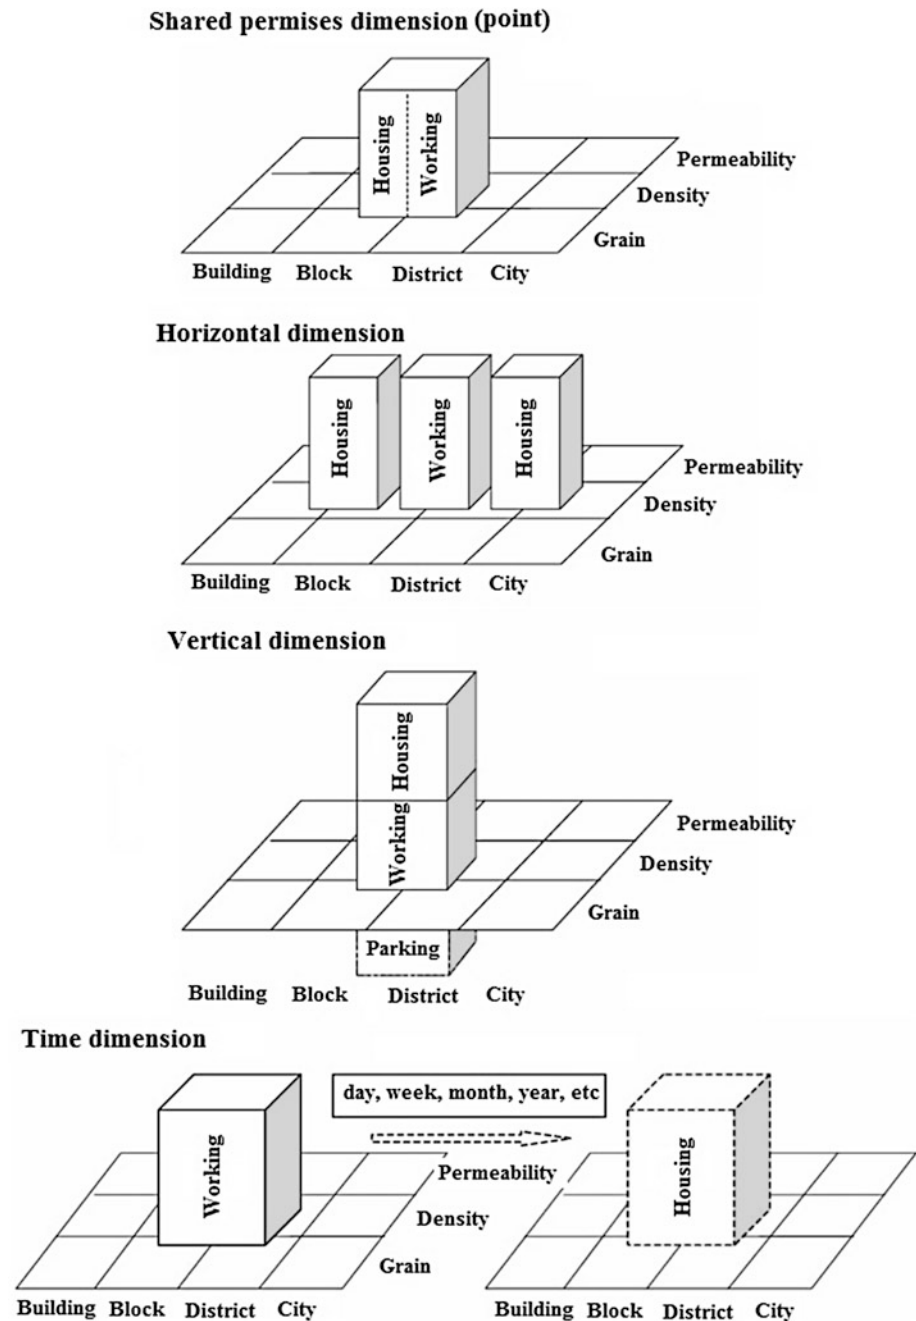 Shared permises dimension (point)
Housing
Working
Permeability
Density
Grain
Building Block District City
Horizontal dimension
Housing
Working
Housing
Permeability
Density
Grain
Building Block District City
Vertical dimension
Housing
Working
Permeability
Density
Grain
Parking
Building Block District City
Time dimension
day, week, month, year, etc
Working
Housing
Permeability
Density
Grain
Building Block District City
Building Block District City